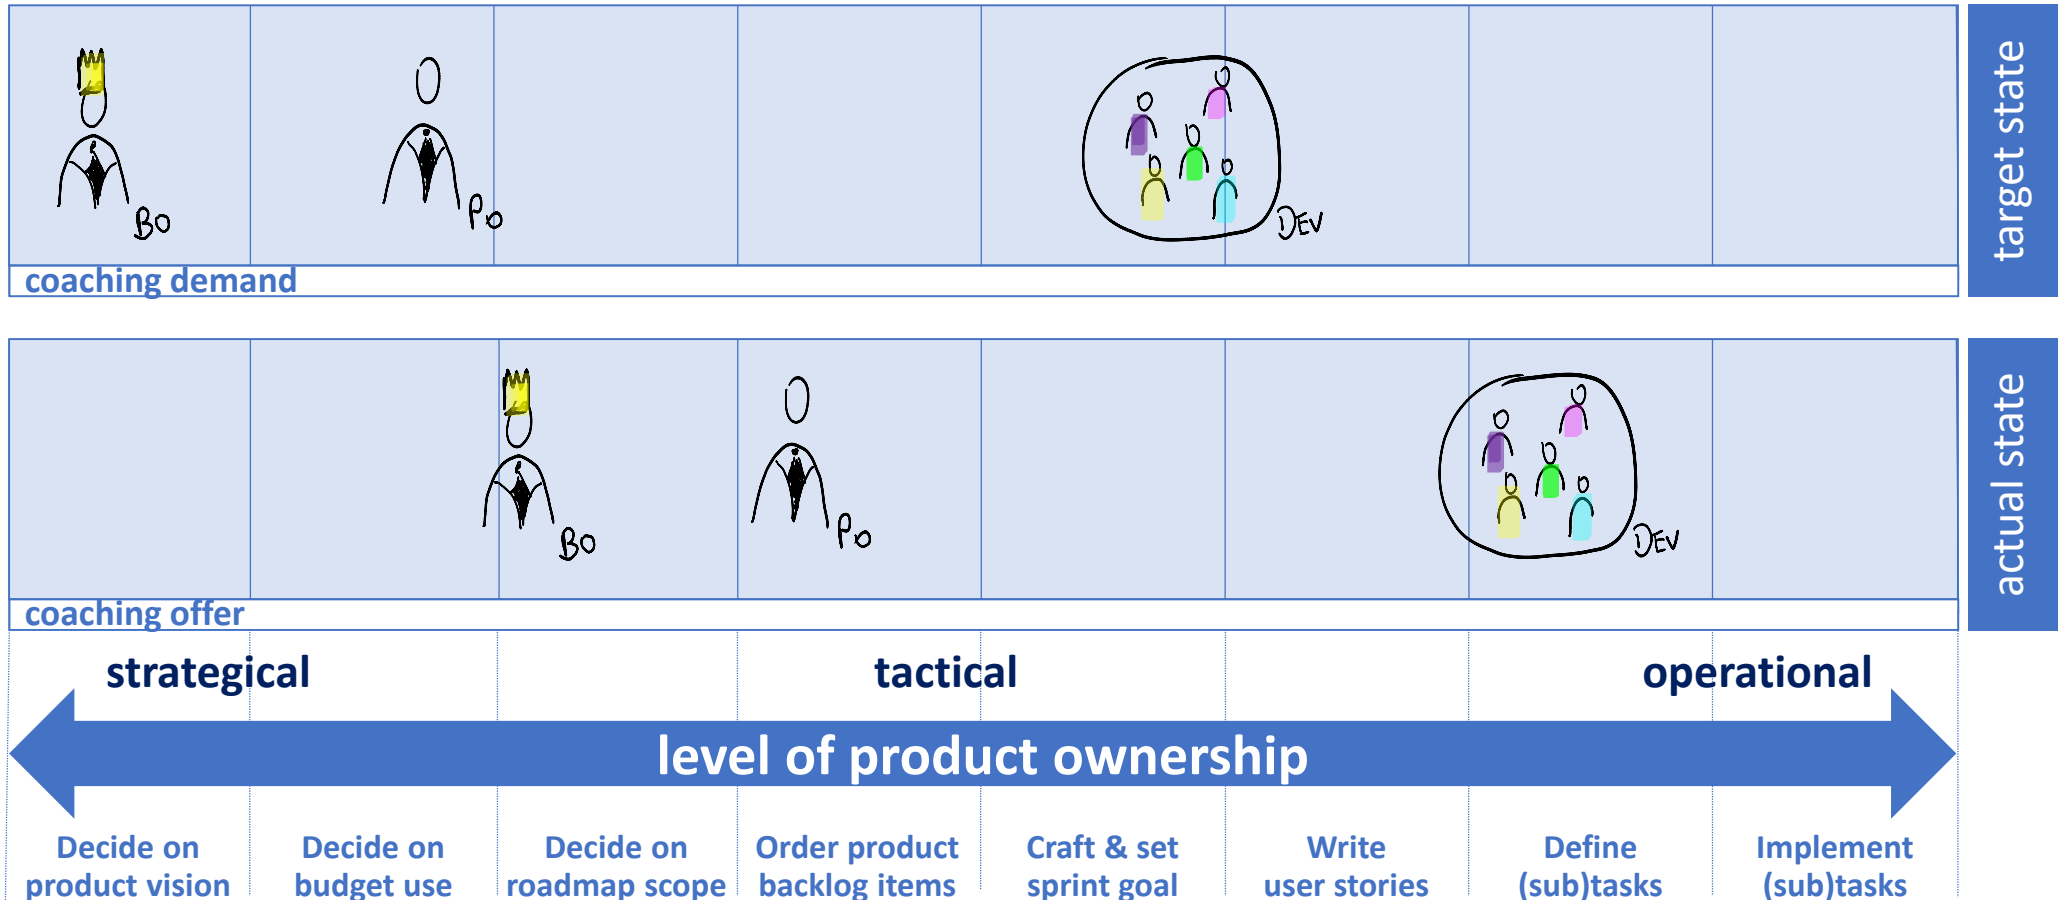 BO
PO
DEV
target state
coaching demand
BO
PO
DEV
actual state
coaching offer
strategical
tactical
operational
level of product ownership
Decide on
product vision
Decide on
budget use
Decide on
roadmap scope
Order product
backlog items
Craft & set
sprint goal
Write
user stories
Define
(sub)tasks
Implement
(sub)tasks